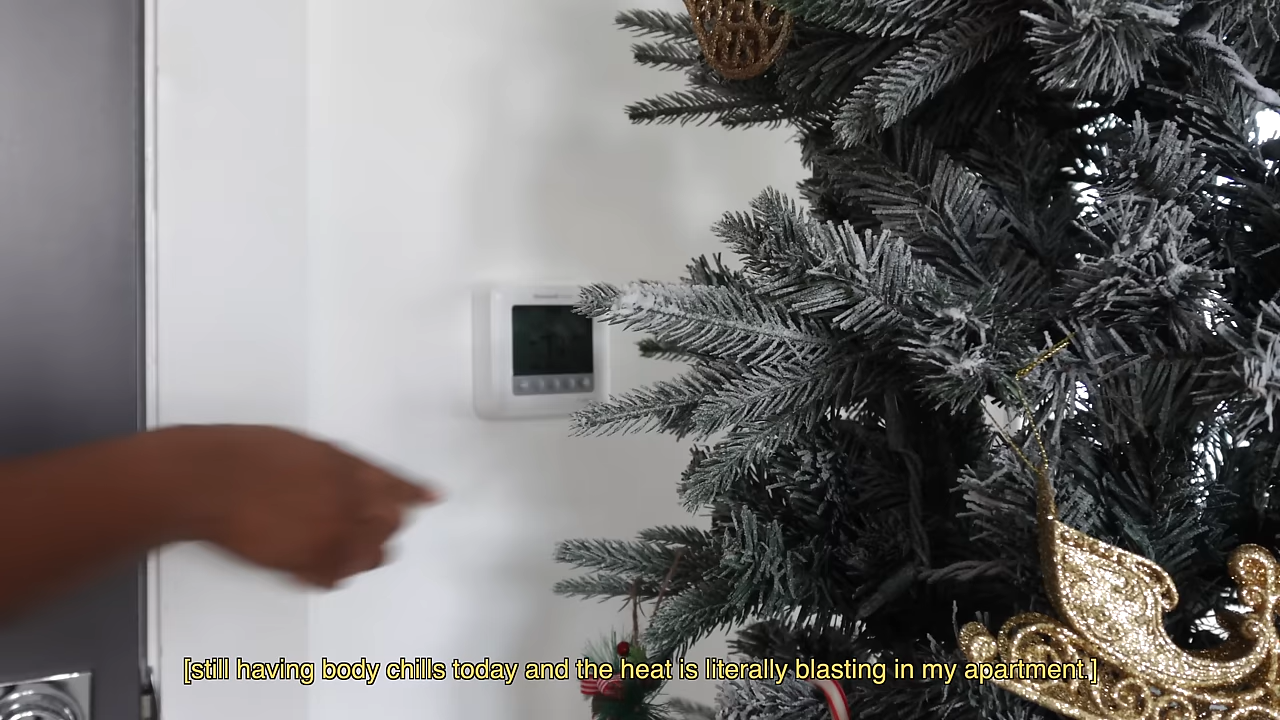 [still having body chills today and the heat is literally blasting in my apartment.]